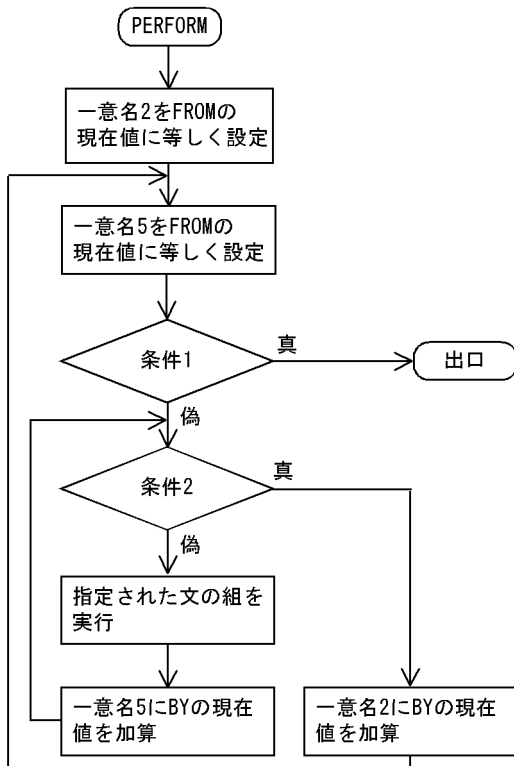 PERFORM
一意名2をFROMの
現在値に等しく設定
一意名5をFROMの
現在値に等しく設定
条件1
真
出口
偽
条件2
真
偽
指定された文の組を
実行
一意名5にBYの現在
値を加算
一意名2にBYの現在
値を加算